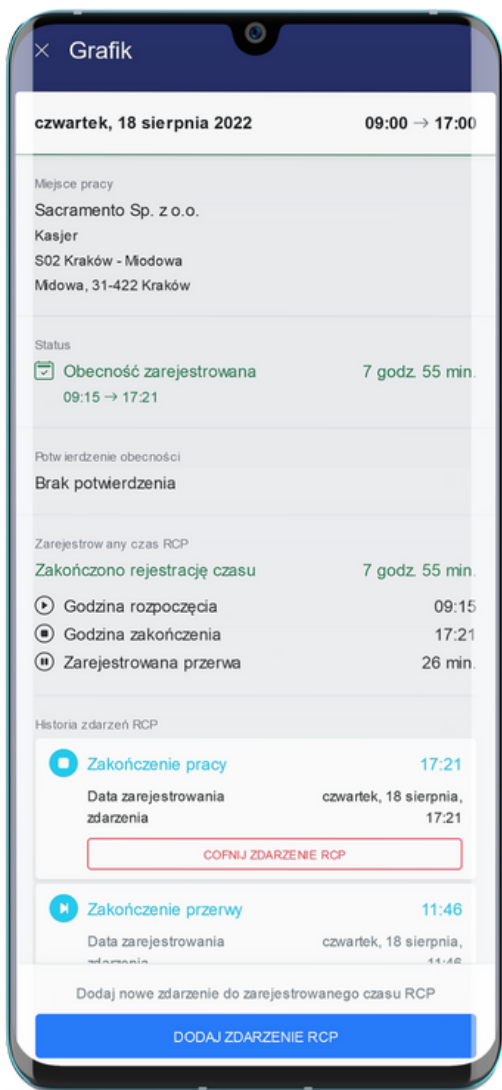 × Grafik
czwartek, 18 sierpnia 2022 09:00 → 17:00
Miejsce pracy
Sacramento Sp. z o.o.
Kasjer
S02 Kraków - Miodowa
Midowa, 31-422 Kraków
Status
Obecność zarejestrowana 7 godz. 55 min.
09:15 → 17:21
Potwierdzenie obecności
Brak potwierdzenia
Zarejestrowany czas RCP
Zakończono rejestrację czasu 7 godz. 55 min.
Godzina rozpoczęcia 09:15
Godzina zakończenia 17:21
Zarejestrowana przerwa 26 min.
Historia zdarzeń RCP
Zakończenie pracy 17:21
Data zarejestrowania czwartek, 18 sierpnia,
zdarzenia 17:21
COFNIJ ZDARZENIE RCP
Zakończenie przerwy 11:46
Data zarejestrowania czwartek, 18 sierpnia,
zdarzenia 11:46
Dodaj nowe zdarzenie do zarejestrowanego czasu RCP
DODAJ ZDARZENIE RCP